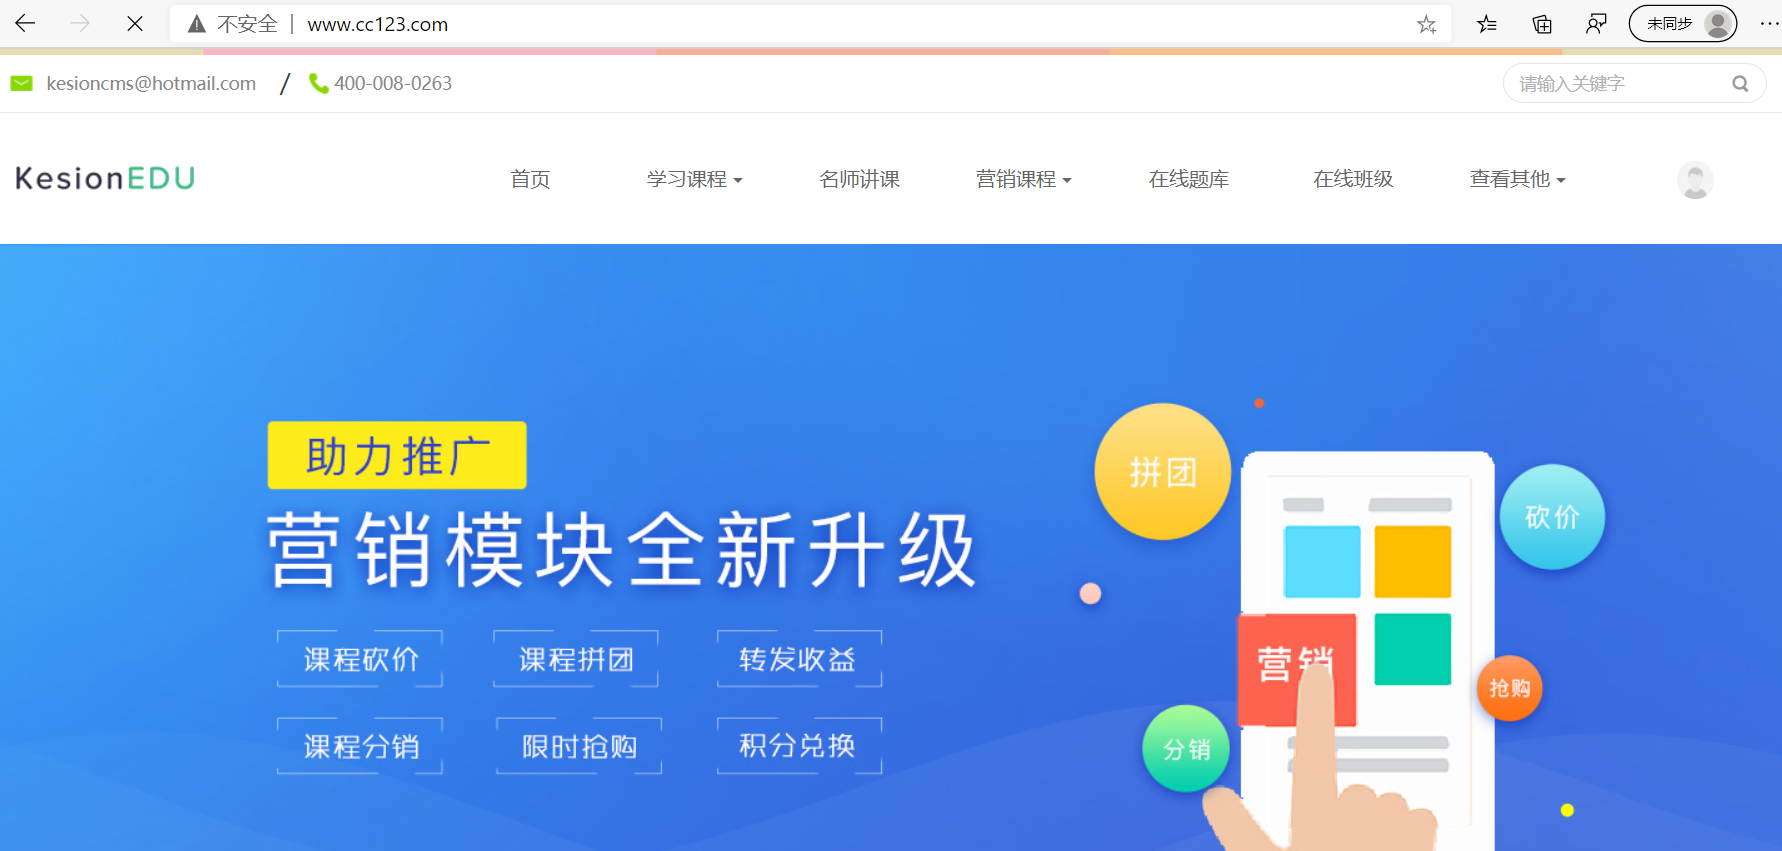 不安全 | www.cc123.com 未同步
kesioncms@hotmail.com / 400-008-0263 请输入关键字
KesionEDU 首页 学习课程 名师讲课 营销课程 在线题库 在线班级 查看其他
助力推广
营销模块全新升级
课程砍价 课程拼团 转发收益
课程分销 限时抢购 积分兑换
拼团
砍价
营销
抢购
分销